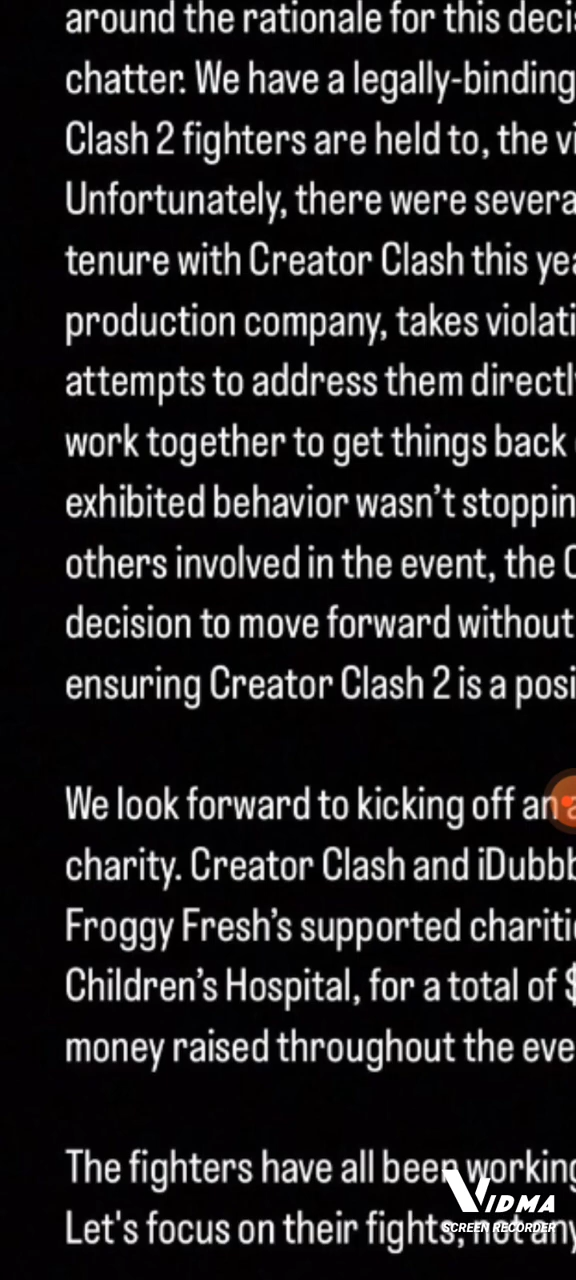 around the rationale for this deci
chatter. We have a legally-binding
Clash 2 fighters are held to, the vi
Unfortunately, there were severa
tenure with Creator Clash this yea
production company, takes violati
attempts to address them directly
work together to get things back
exhibited behavior wasn't stoppin
others involved in the event, the C
decision to move forward without
ensuring Creator Clash 2 is a posi
We look forward to kicking off an a
charity. Creator Clash and iDubbb
Froggy Fresh's supported chariti
Children's Hospital, for a total of $
money raised throughout the eve
The fighters have all been working
Let's focus on their fights, not any
VIDMA
SCREEN RECORDER